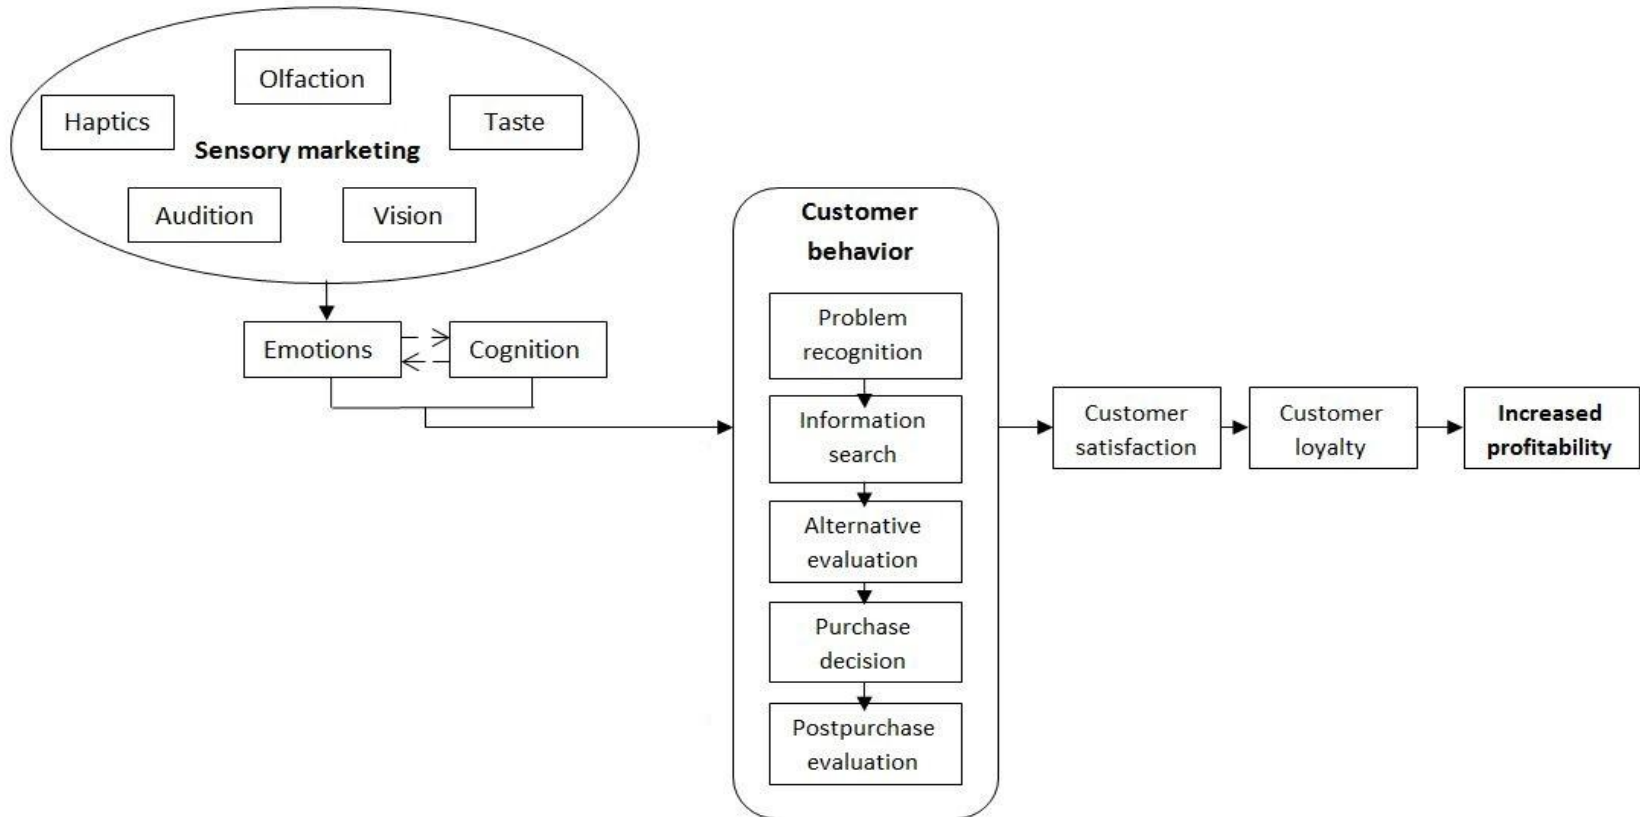 Olfaction
Haptics
Taste
Sensory marketing
Audition
Vision
Emotions
Cognition
Customer
behavior
Problem
recognition
Information
search
Alternative
evaluation
Purchase
decision
Postpurchase
evaluation
Customer
satisfaction
Customer
loyalty
Increased
profitability